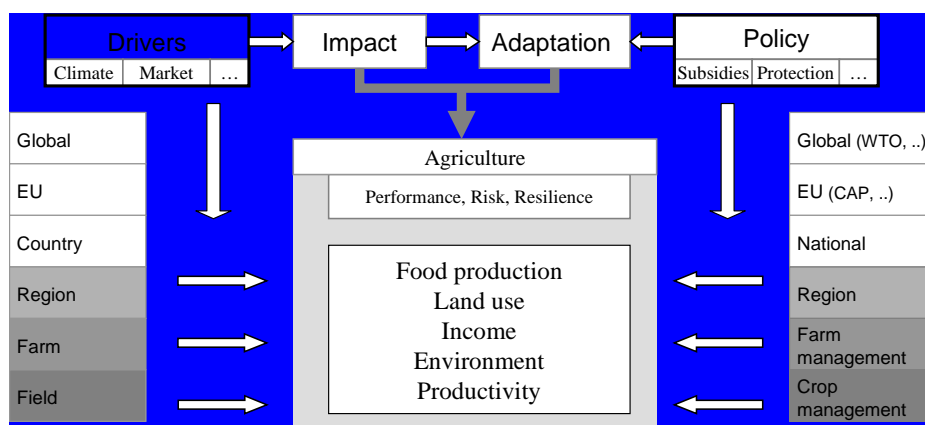 Drivers
Climate Market …
Impact
Adaptation
Policy
Subsidies Protection …
Global
EU
Country
Region
Farm
Field
Agriculture
Performance, Risk, Resilience
Food production
Land use
Income
Environment
Productivity
Global (WTO, ..)
EU (CAP, ..)
National
Region
Farm
management
Crop
management